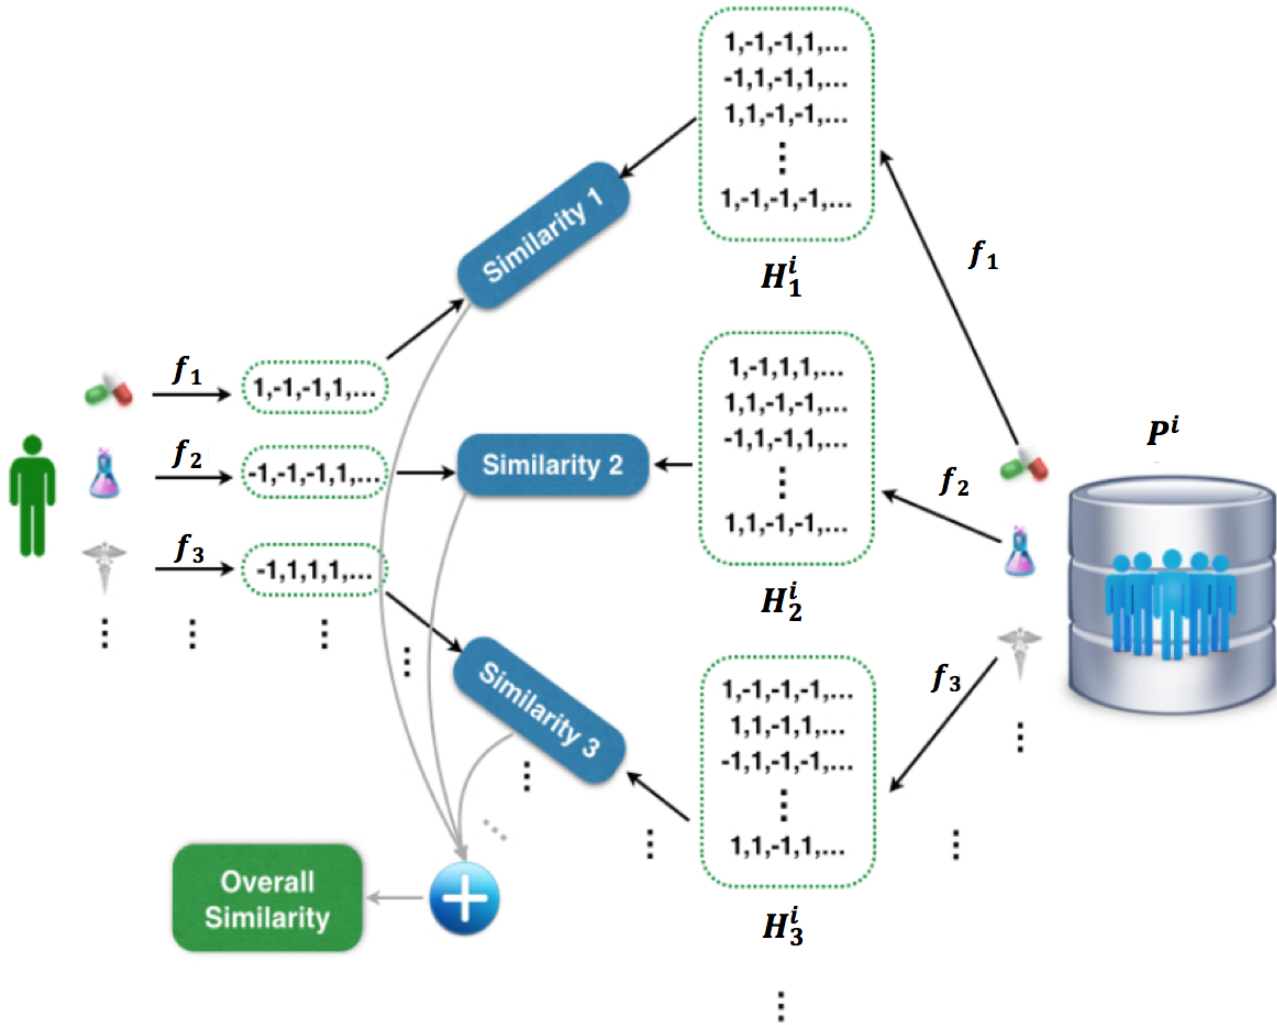 1,-1,-1,1,...
-1,1,-1,1,...
1,1,-1,-1,...
⋮
1,-1,-1,-1,...
H₁ⁱ
f₁
Similarity 1
f₁
1,-1,-1,1,...
f₂
-1,-1,-1,1,...
f₃
-1,1,1,1,...
⋮
⋮
⋮
⋮
Similarity 2
1,-1,1,1,...
1,1,-1,-1,...
-1,1,-1,1,...
⋮
1,1,-1,-1,...
H₂ⁱ
f₂
Pⁱ
Similarity 3
⋮
...
1,-1,-1,-1,...
1,1,-1,1,...
-1,1,-1,-1,...
⋮
1,1,-1,1,...
H₃ⁱ
f₃
⋮
⋮
⋮
⋮
+
Overall
Similarity